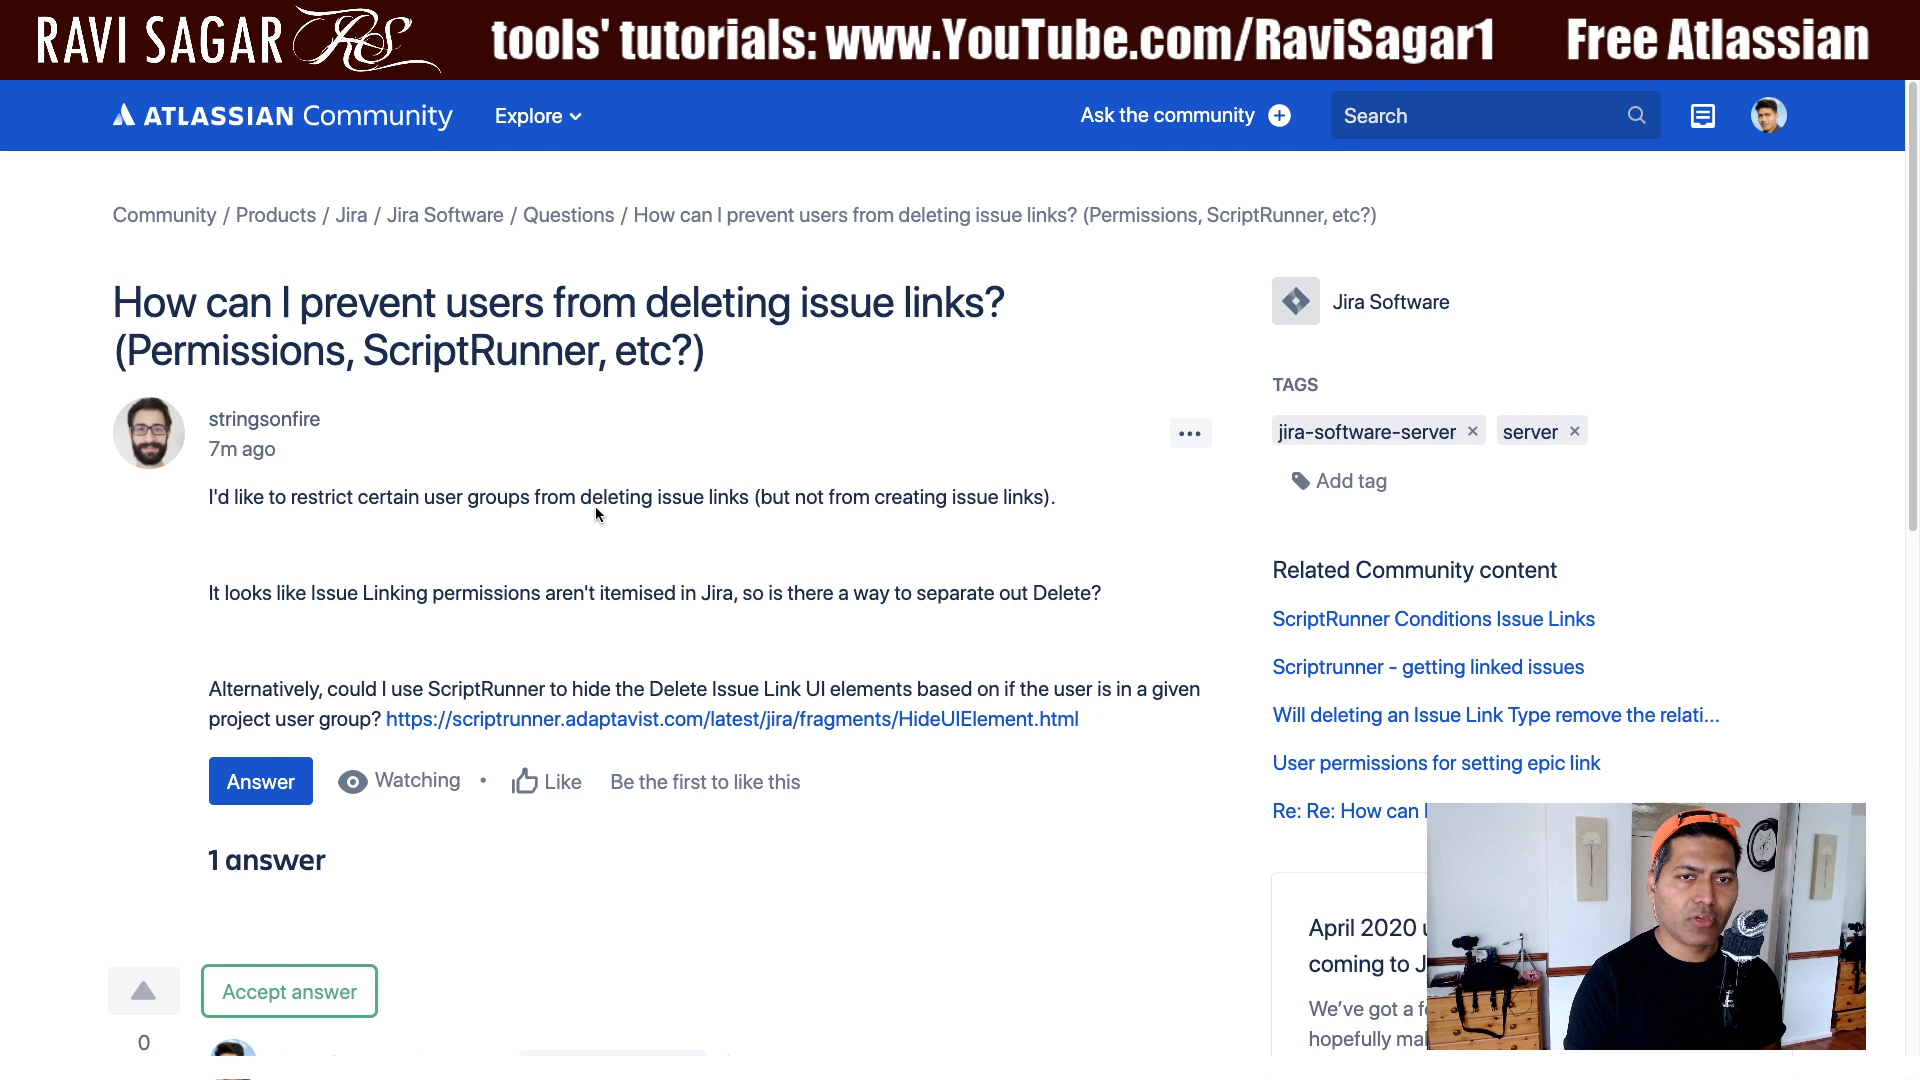 RAVI SAGAR RS tools' tutorials: www.YouTube.com/RaviSagar1 Free Atlassian
ATLASSIAN Community Explore Ask the community Search
Community / Products / Jira / Jira Software / Questions / How can I prevent users from deleting issue links? (Permissions, ScriptRunner, etc?)
How can I prevent users from deleting issue links?
(Permissions, ScriptRunner, etc?)
stringsonfire
7m ago
I'd like to restrict certain user groups from deleting issue links (but not from creating issue links).
It looks like Issue Linking permissions aren't itemised in Jira, so is there a way to separate out Delete?
Alternatively, could I use ScriptRunner to hide the Delete Issue Link UI elements based on if the user is in a given
project user group? https://scriptrunner.adaptavist.com/latest/jira/fragments/HideUIElement.html
Answer Watching • Like Be the first to like this
1 answer
Accept answer
0
Jira Software
TAGS
jira-software-server × server ×
Add tag
Related Community content
ScriptRunner Conditions Issue Links
Scriptrunner - getting linked issues
Will deleting an Issue Link Type remove the relati...
User permissions for setting epic link
Re: Re: How can
April 2020
coming to J
We've got a
hopefully